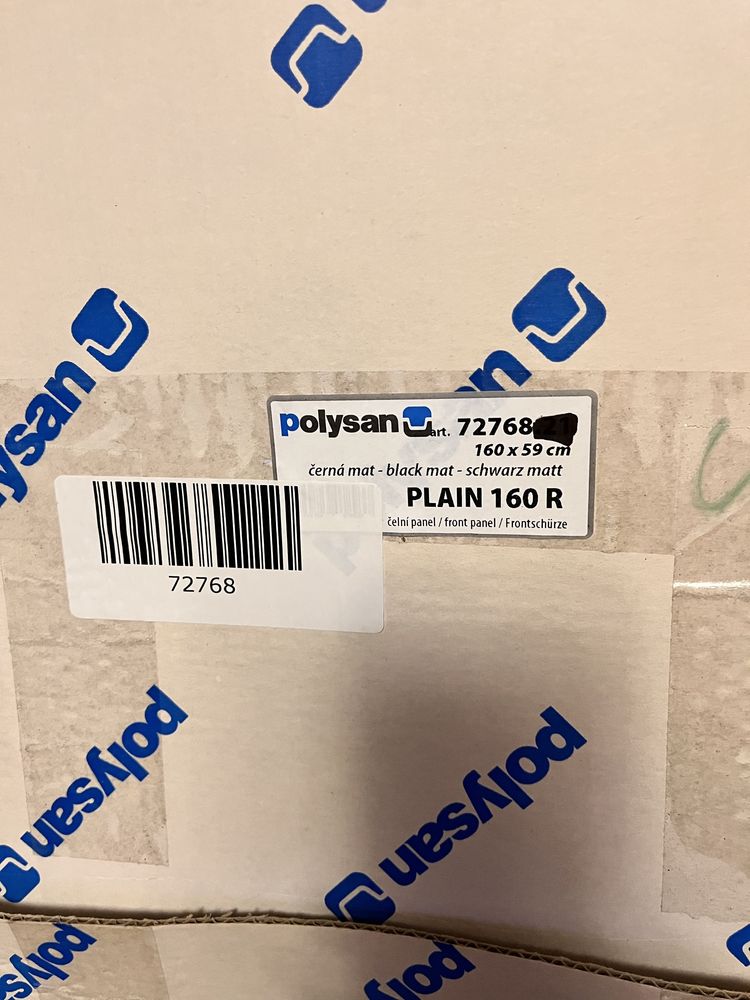 polysan
polysan art. 72768.21
160 x 59 cm
černá mat - black mat - schwarz matt
PLAIN 160 R
čelní panel / front panel / Frontschürze
72768
polysan
polysan
polysan
polysan